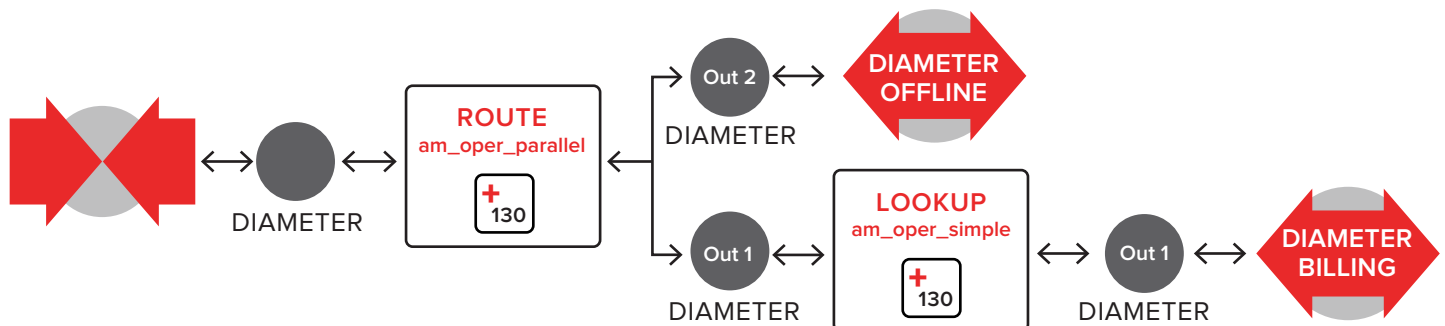 DIAMETER
ROUTE
am_oper_parallel
+
130
Out 2
DIAMETER
DIAMETER
OFFLINE
Out 1
DIAMETER
LOOKUP
am_oper_simple
+
130
Out 1
DIAMETER
DIAMETER
BILLING